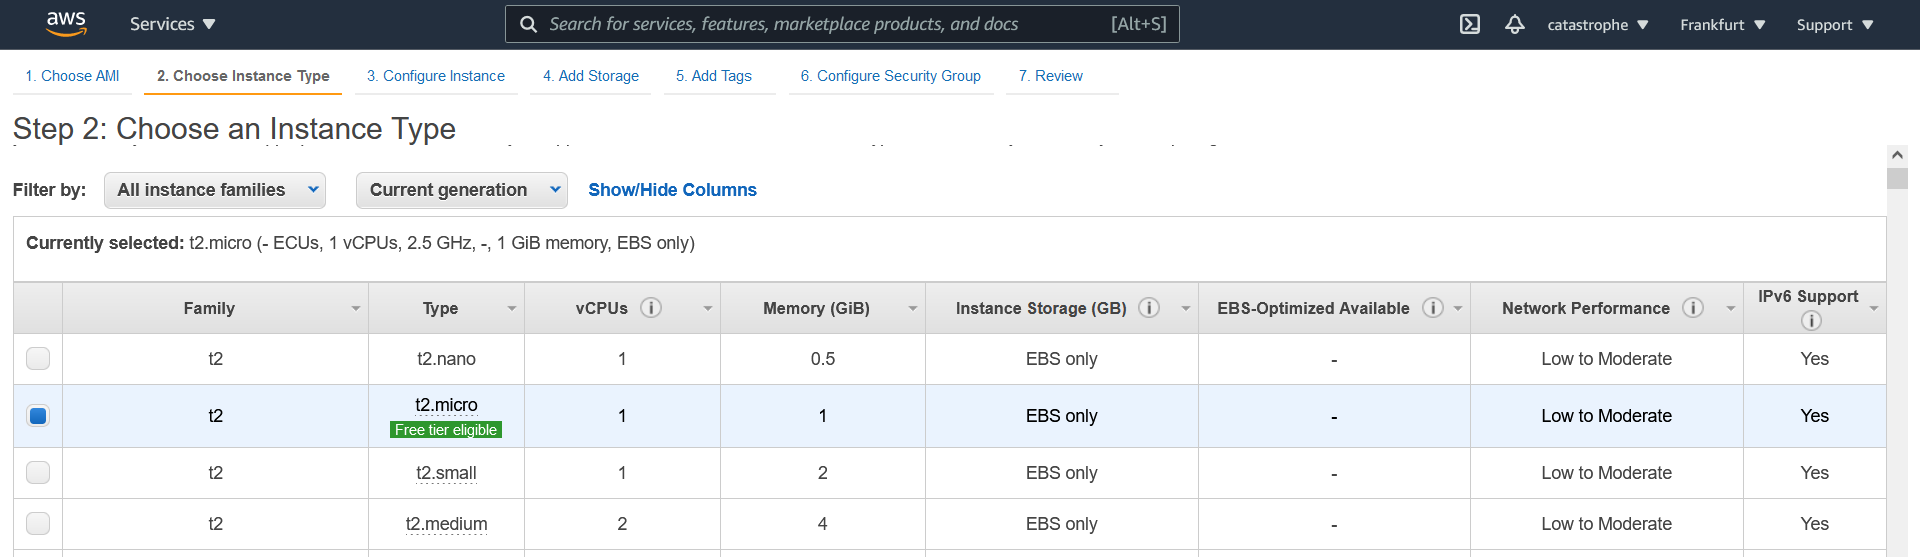 aws Services Search for services, features, marketplace products, and docs [Alt+S] catastrophe Frankfurt Support
1. Choose AMI 2. Choose Instance Type 3. Configure Instance 4. Add Storage 5. Add Tags 6. Configure Security Group 7. Review
Step 2: Choose an Instance Type
Filter by: All instance families Current generation Show/Hide Columns
Currently selected: t2.micro (- ECUs, 1 vCPUs, 2.5 GHz, -, 1 GiB memory, EBS only)
Family Type vCPUs Memory (GiB) Instance Storage (GB) EBS-Optimized Available Network Performance IPv6 Support
t2 t2.nano 1 0.5 EBS only - Low to Moderate Yes
t2 t2.micro 1 1 EBS only - Low to Moderate Yes
Free tier eligible
t2 t2.small 1 2 EBS only - Low to Moderate Yes
t2 t2.medium 2 4 EBS only - Low to Moderate Yes